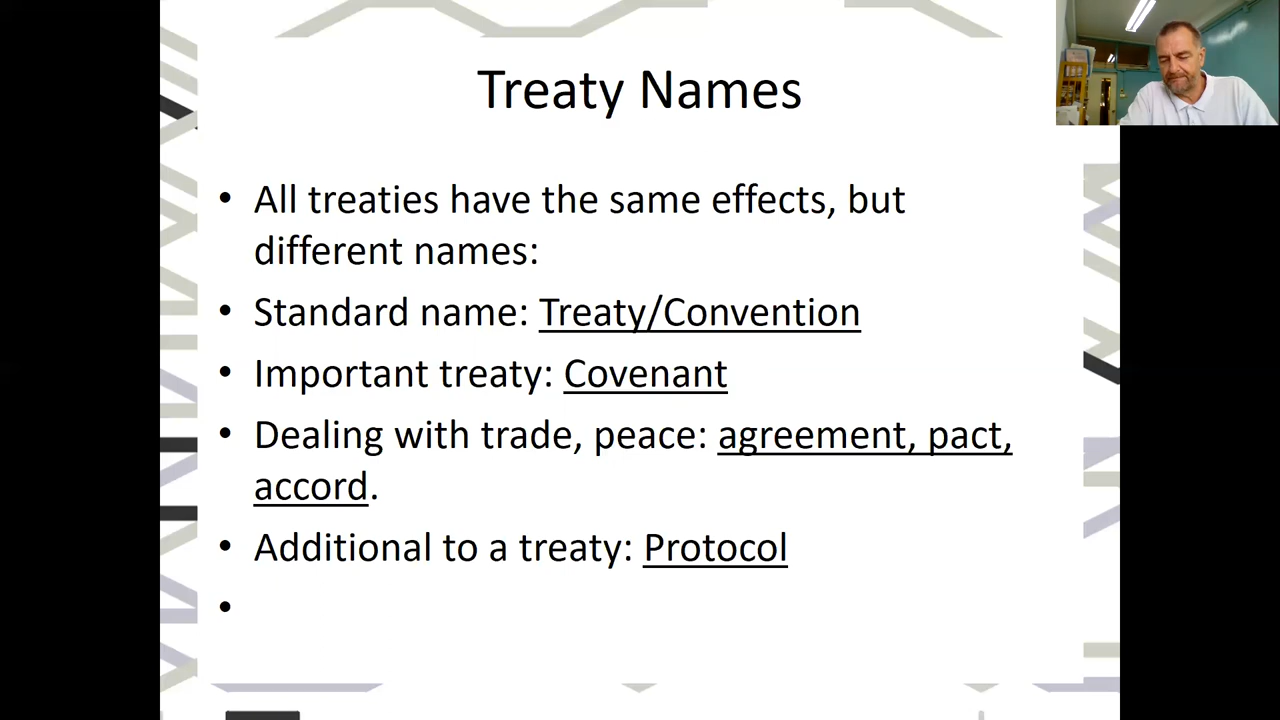 Treaty Names
• All treaties have the same effects, but
different names:
• Standard name: Treaty/Convention
• Important treaty: Covenant
• Dealing with trade, peace: agreement, pact,
accord.
• Additional to a treaty: Protocol
•